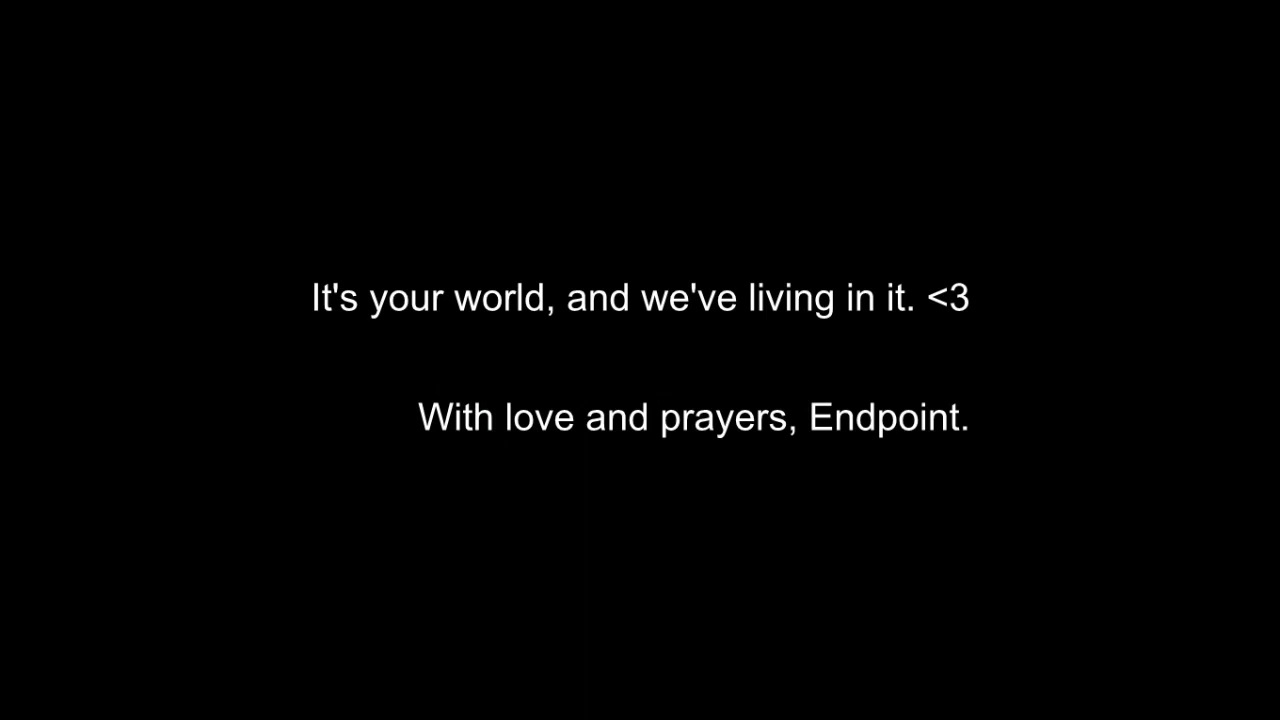 It's your world, and we've living in it. <3
With love and prayers, Endpoint.